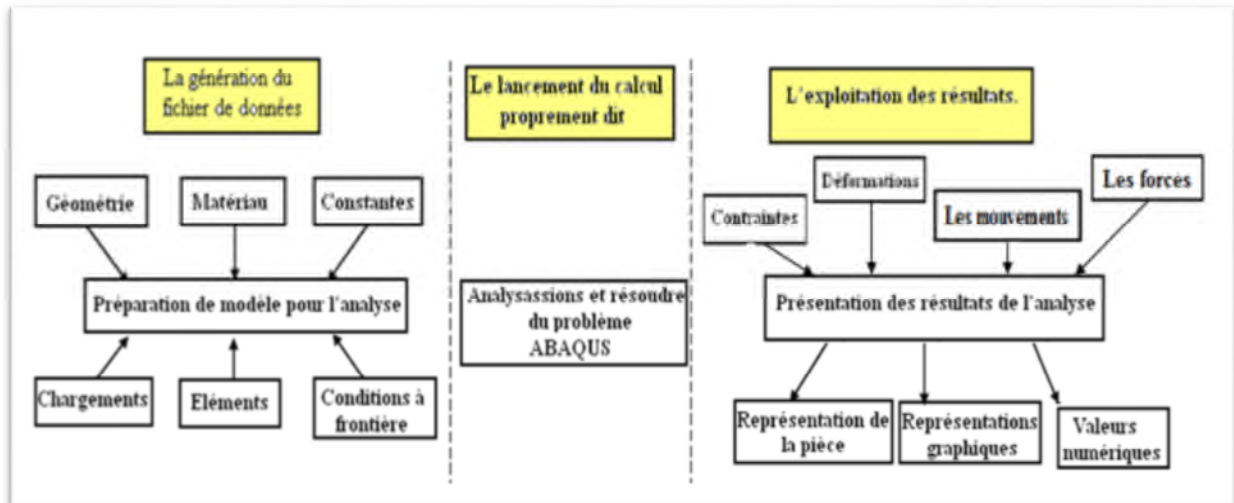 La génération du
fichier de données
Le lancement du calcul
proprement dit
L'exploitation des résultats.
Géométrie
Matériau
Constantes
Préparation de modèle pour l'analyse
Chargements
Eléments
Conditions à
frontière
Analysassions et résoudre
du problème
ABAQUS
Contraintes
Déformations
Les mouvements
Les forces
Présentation des résultats de l'analyse
Représentation de
la pièce
Représentations
graphiques
Valeurs
numériques